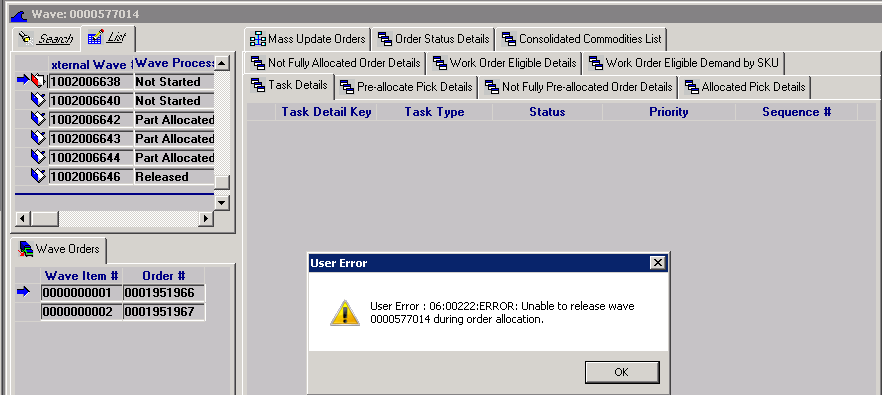 Wave: 0000577014
Search List
Mass Update Orders Order Status Details Consolidated Commodities List
Not Fully Allocated Order Details Work Order Eligible Details Work Order Eligible Demand by SKU
Task Details Pre-allocate Pick Details Not Fully Pre-allocated Order Details Allocated Pick Details
xternal Wave Wave Process
1002006638 Not Started
1002006640 Not Started
1002006642 Part Allocated
1002006643 Part Allocated
1002006644 Part Allocated
1002006646 Released
Task Detail Key Task Type Status Priority Sequence #
Wave Orders
Wave Item # Order #
0000000001 0001951966
0000000002 0001951967
User Error
User Error : 06:00222:ERROR: Unable to release wave
0000577014 during order allocation.
OK